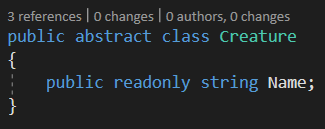 3 references | 0 changes | 0 authors, 0 changes
public abstract class Creature
{
    public readonly string Name;
}